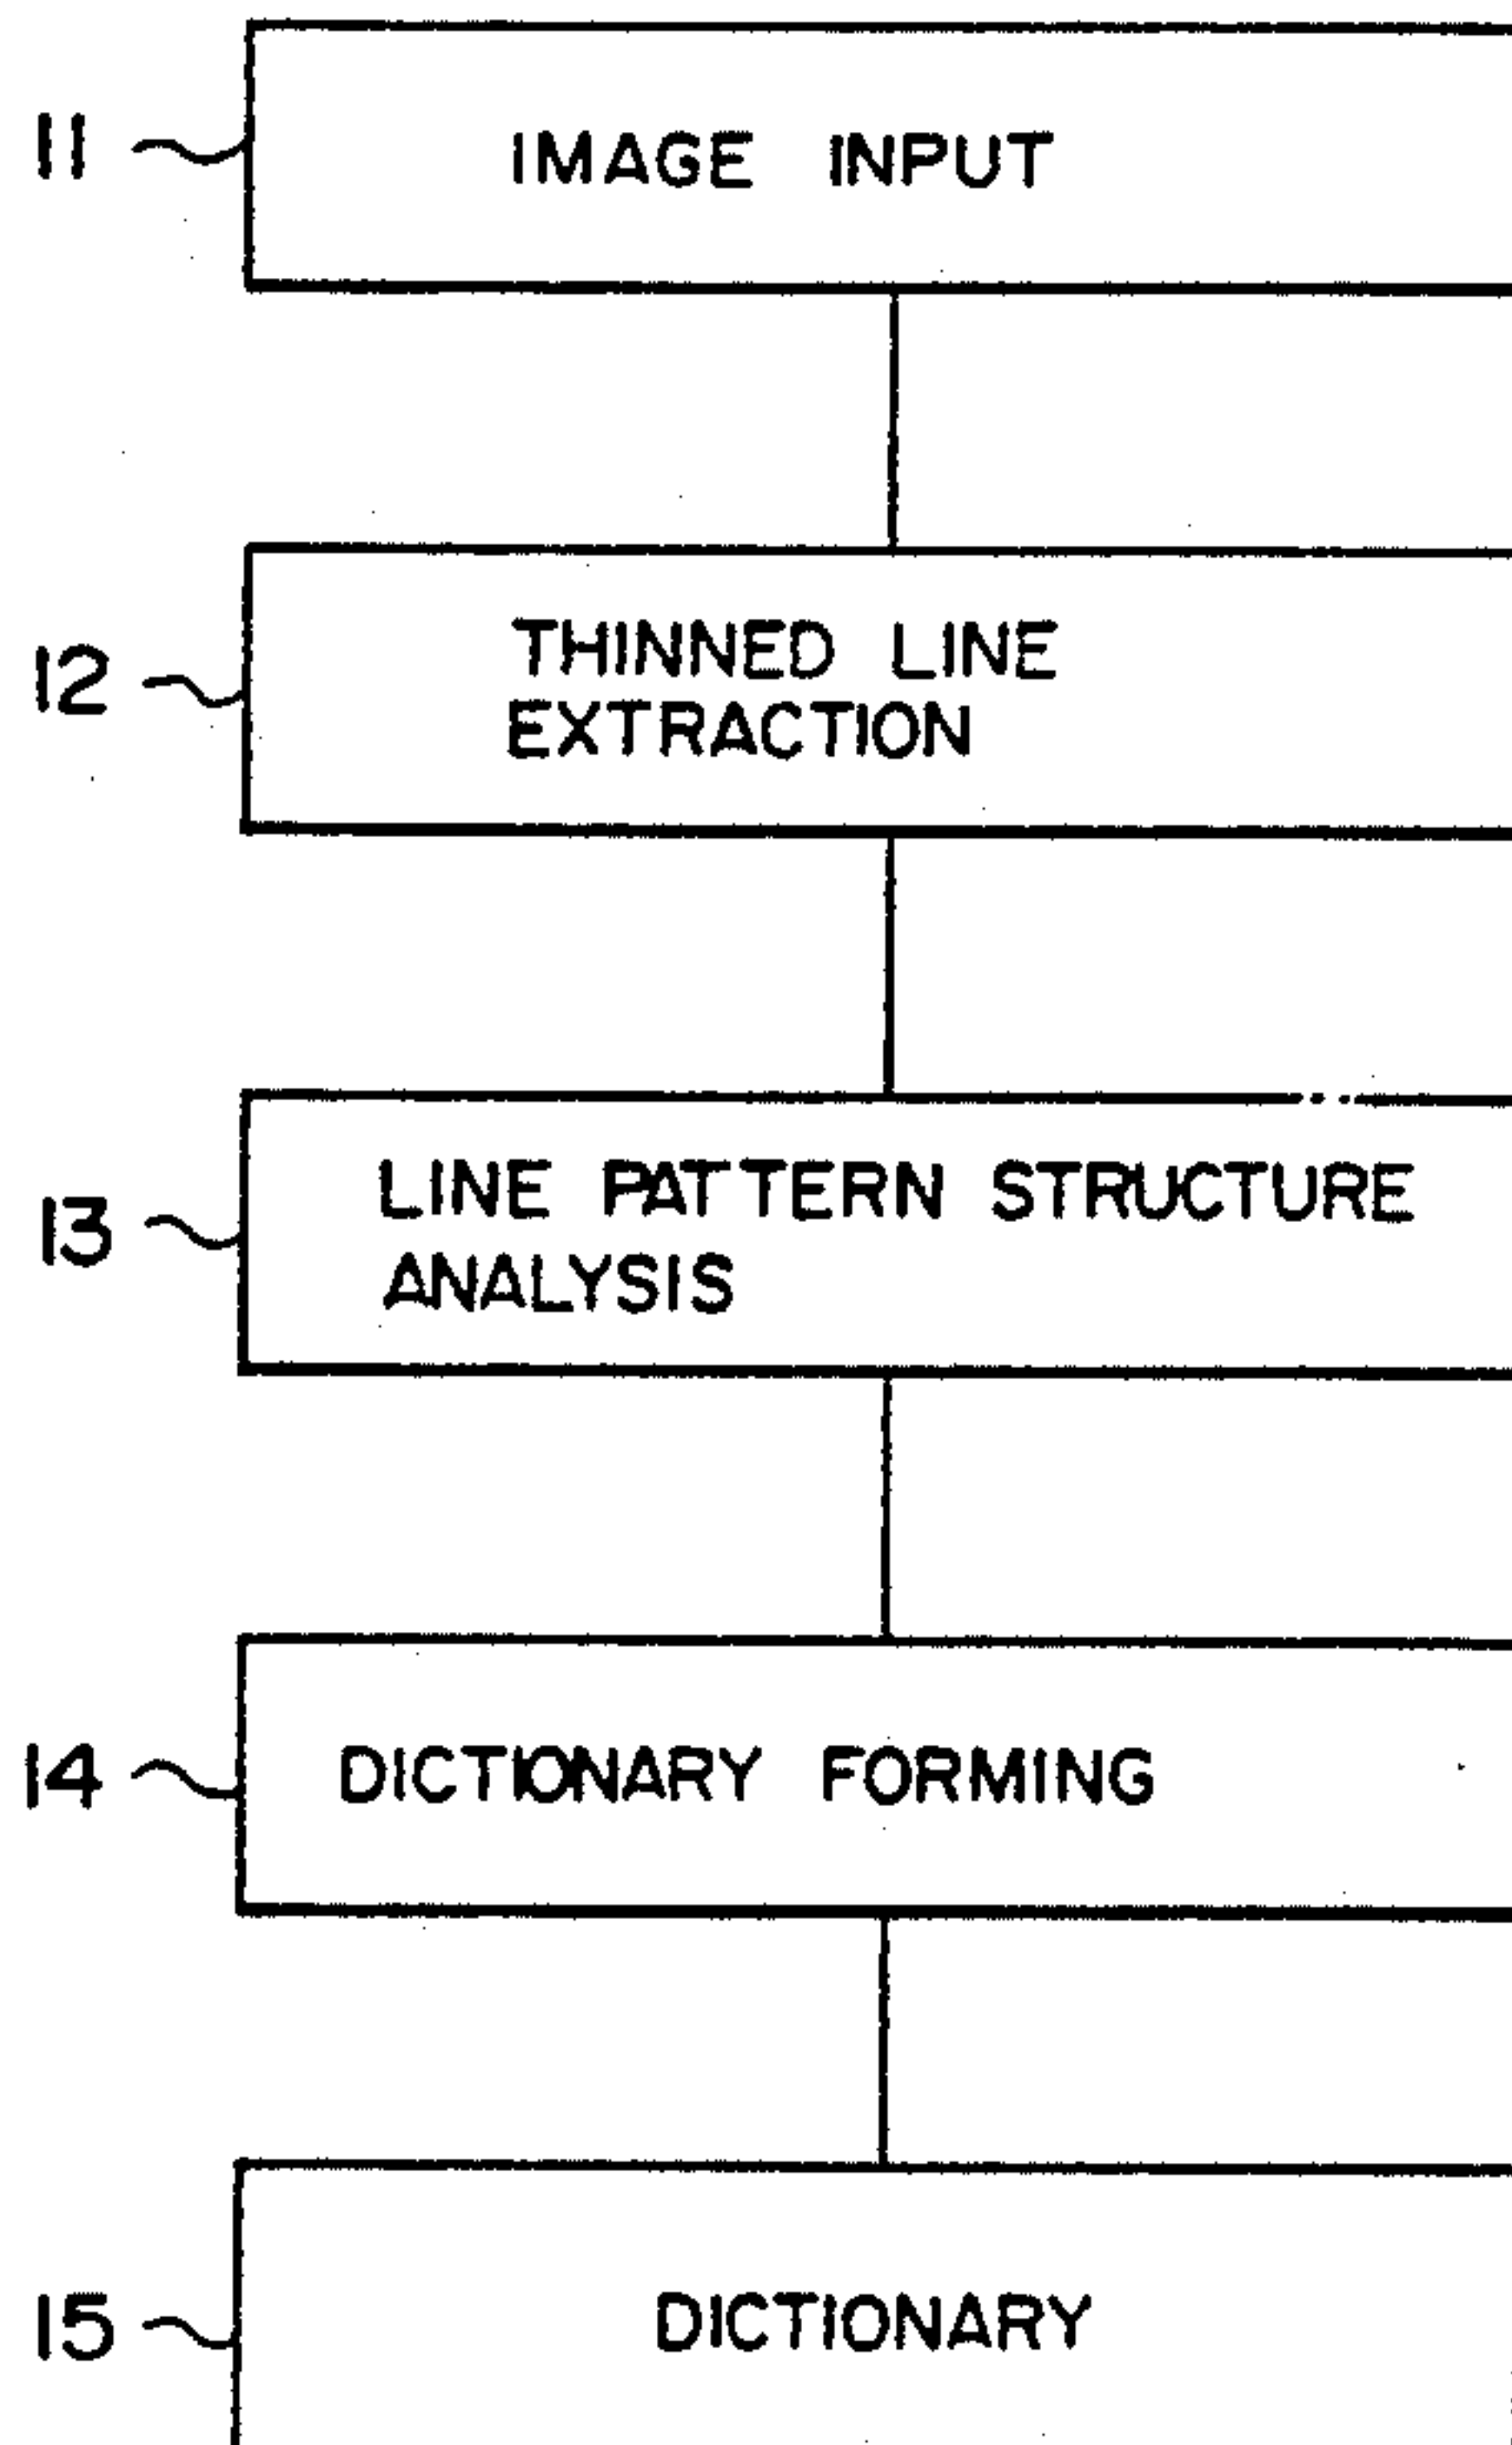 11 IMAGE INPUT
12 THINNED LINE
EXTRACTION
13 LINE PATTERN STRUCTURE
ANALYSIS
14 DICTIONARY FORMING
15 DICTIONARY